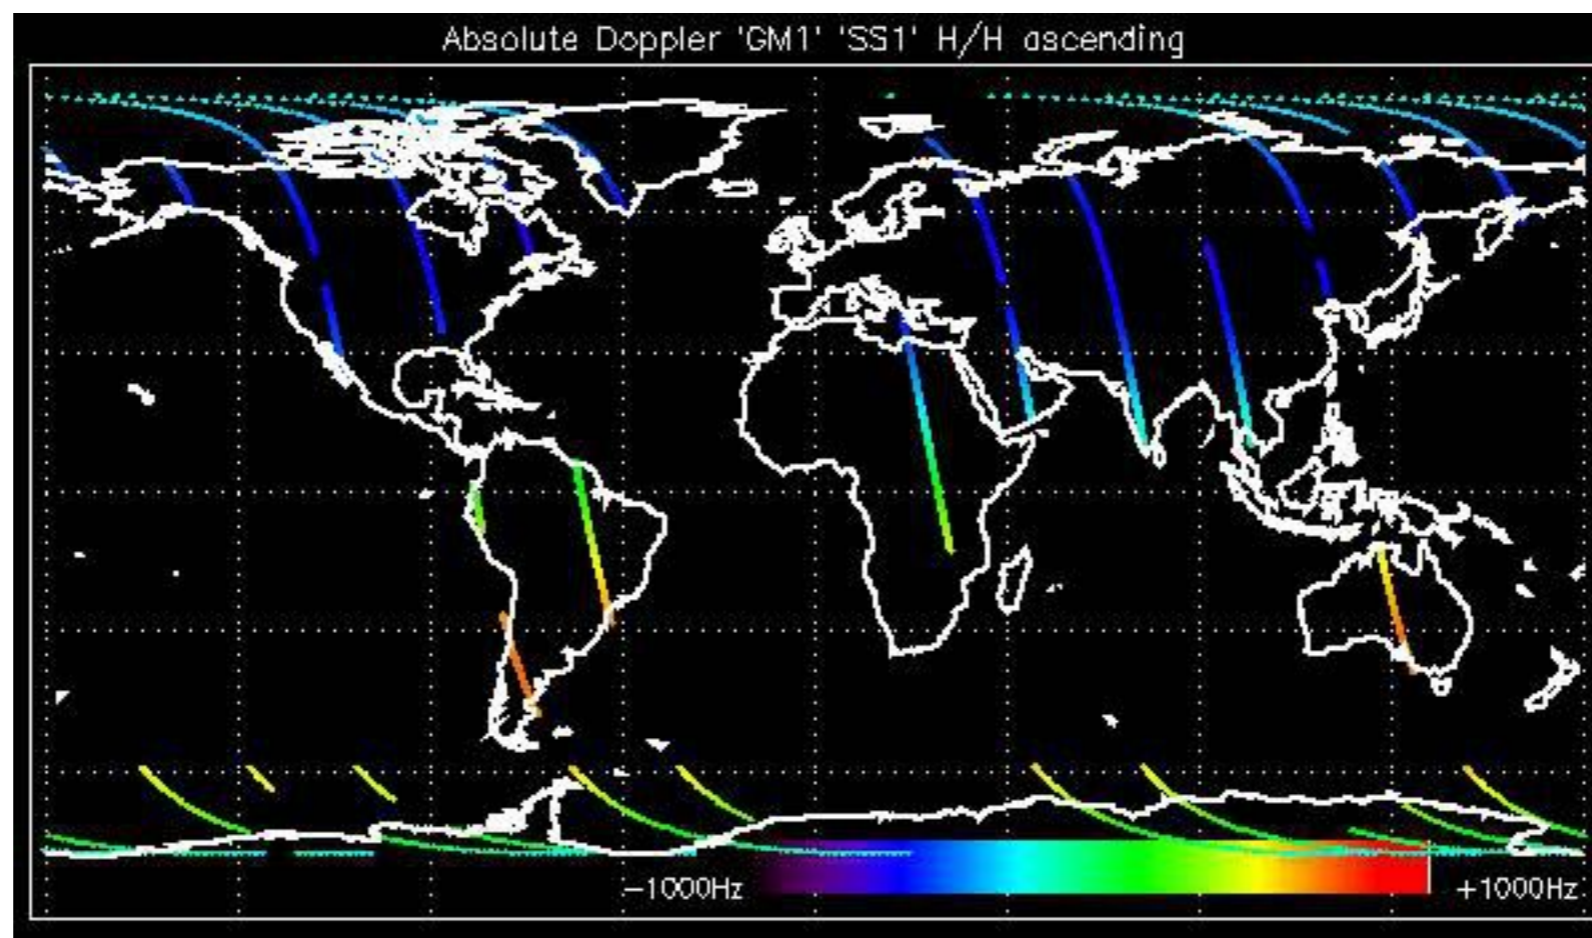 Absolute Doppler 'GM1' 'SS1' H/H ascending
-1000Hz +1000Hz